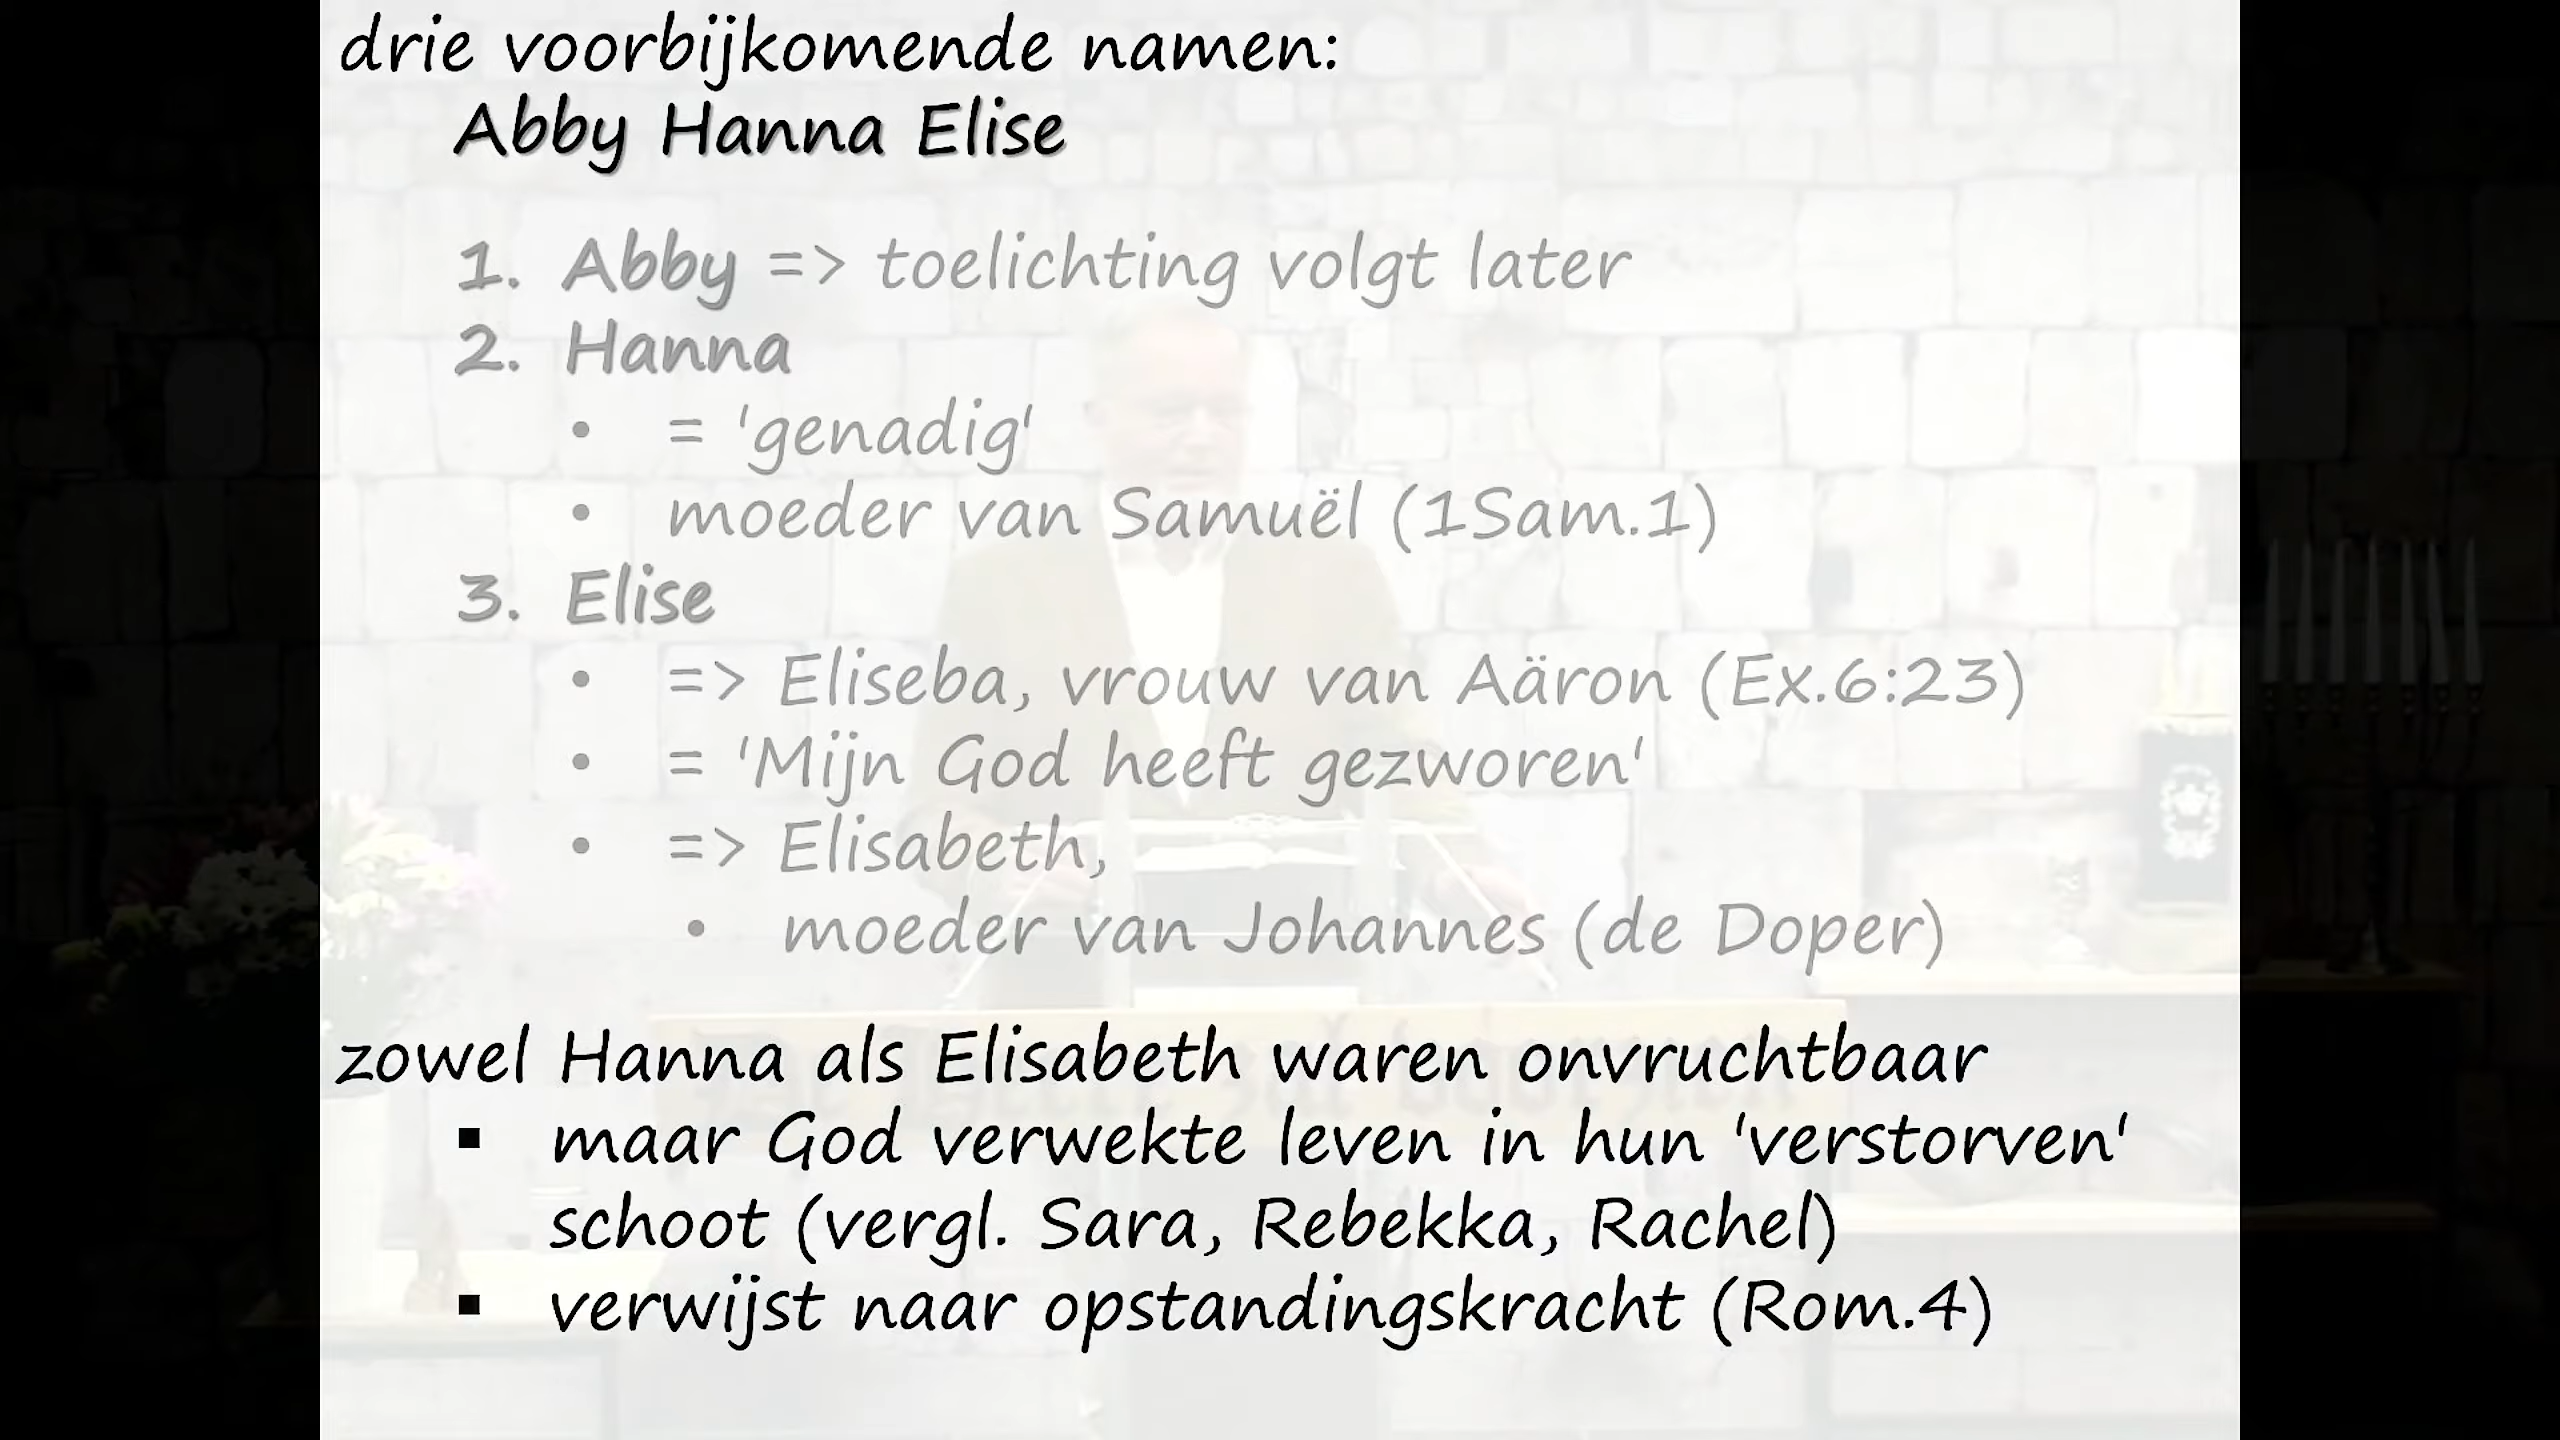 drie voorbijkomende namen:
Abby Hanna Elise
1. Abby => toelichting volgt later
2. Hanna
• = 'genadig'
• moeder van Samuël (1Sam.1)
3. Elise
• => Eliseba, vrouw van Aäron (Ex.6:23)
• = 'Mijn God heeft gezworen'
• => Elisabeth,
• moeder van Johannes (de Doper)
zowel Hanna als Elisabeth waren onvruchtbaar
▪ maar God verwekte leven in hun 'verstorven'
schoot (vergl. Sara, Rebekka, Rachel)
▪ verwijst naar opstandingskracht (Rom.4)